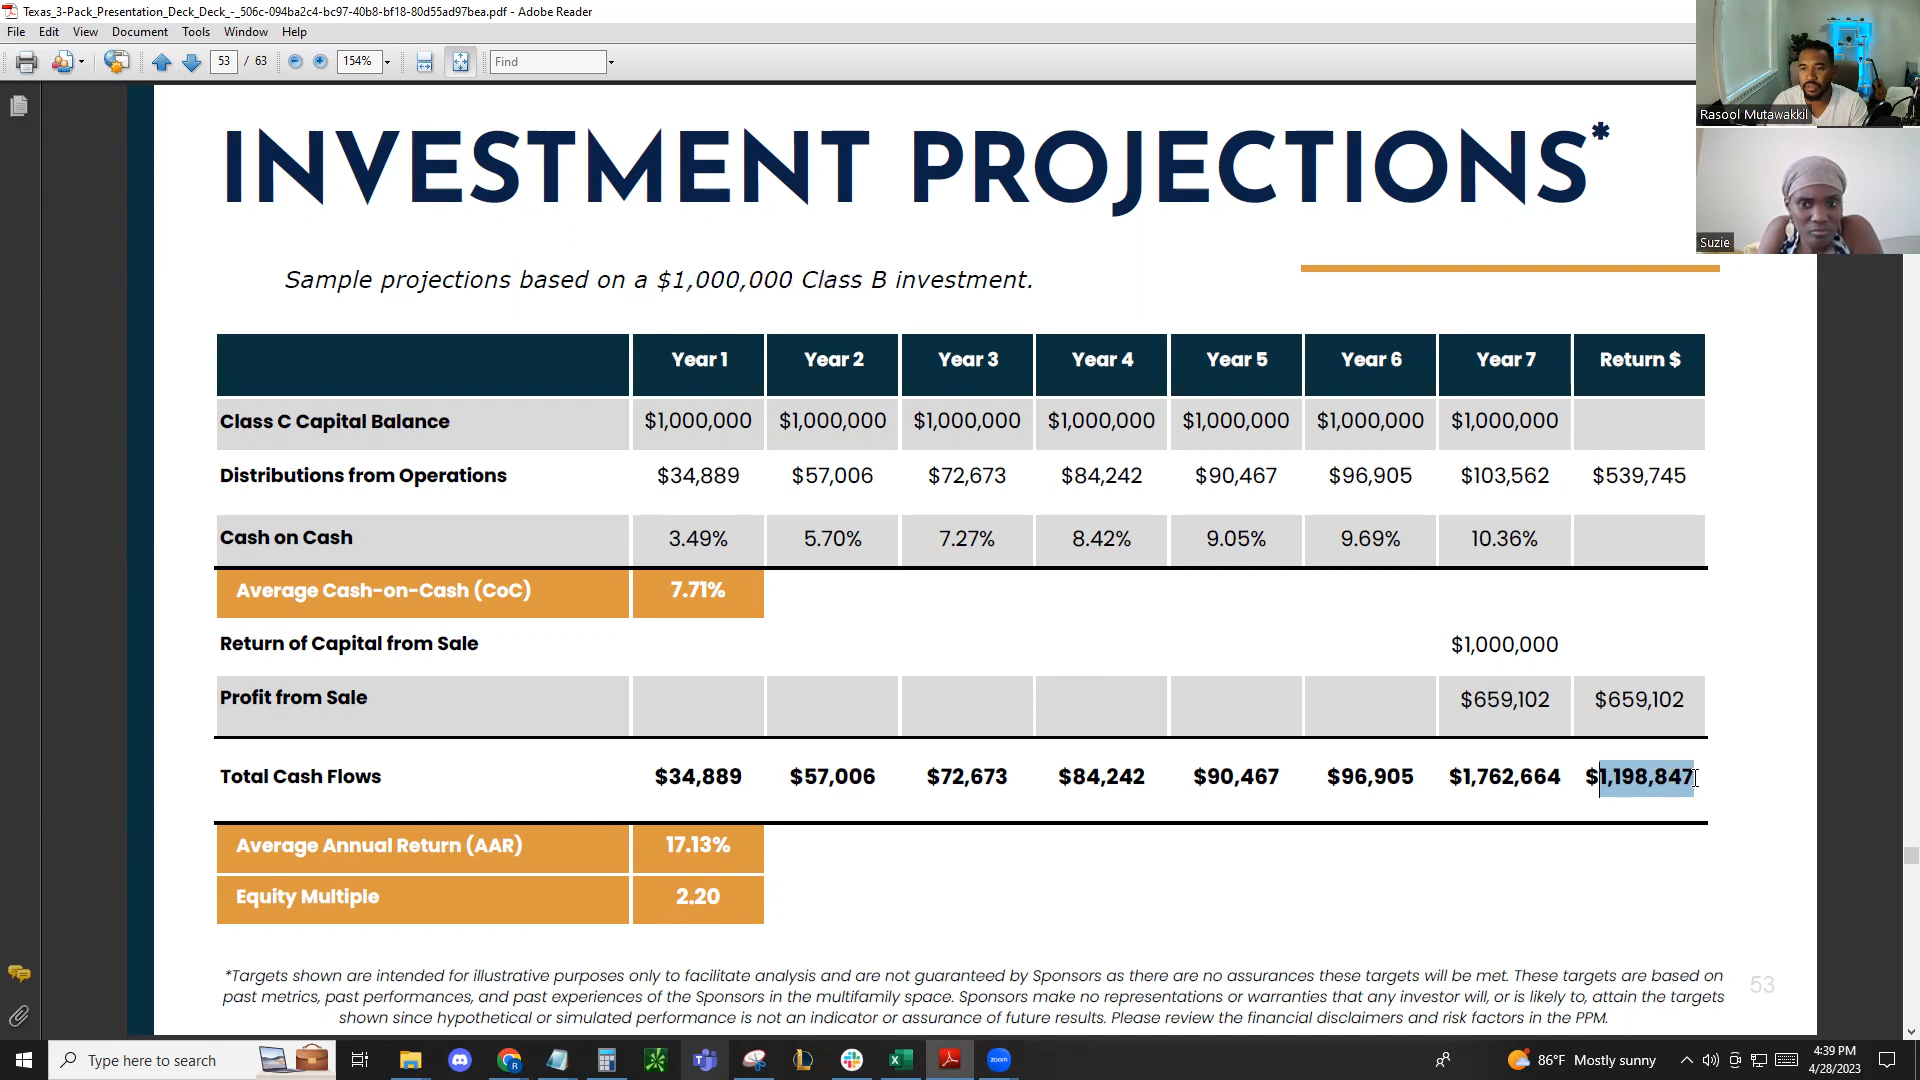 Texas_3-Pack_Presentation_Deck_Deck_-_506c-094ba2c4-bc97-40b8-bf18-80d55ad97bea.pdf - Adobe Reader
File Edit View Document Tools Window Help
53 / 63 154% Find
Rasool Mutawakkil
Suzie
INVESTMENT PROJECTIONS*
Sample projections based on a $1,000,000 Class B investment.
Year 1 Year 2 Year 3 Year 4 Year 5 Year 6 Year 7 Return $
Class C Capital Balance $1,000,000 $1,000,000 $1,000,000 $1,000,000 $1,000,000 $1,000,000 $1,000,000
Distributions from Operations $34,889 $57,006 $72,673 $84,242 $90,467 $96,905 $103,562 $539,745
Cash on Cash 3.49% 5.70% 7.27% 8.42% 9.05% 9.69% 10.36%
Average Cash-on-Cash (CoC) 7.71%
Return of Capital from Sale $1,000,000
Profit from Sale $659,102 $659,102
Total Cash Flows $34,889 $57,006 $72,673 $84,242 $90,467 $96,905 $1,762,664 $1,198,847
Average Annual Return (AAR) 17.13%
Equity Multiple 2.20
*Targets shown are intended for illustrative purposes only to facilitate analysis and are not guaranteed by Sponsors as there are no assurances these targets will be met. These targets are based on
past metrics, past performances, and past experiences of the Sponsors in the multifamily space. Sponsors make no representations or warranties that any investor will, or is likely to, attain the targets
shown since hypothetical or simulated performance is not an indicator or assurance of future results. Please review the financial disclaimers and risk factors in the PPM.
53
Type here to search
zoom
86°F Mostly sunny
4:39 PM
4/28/2023